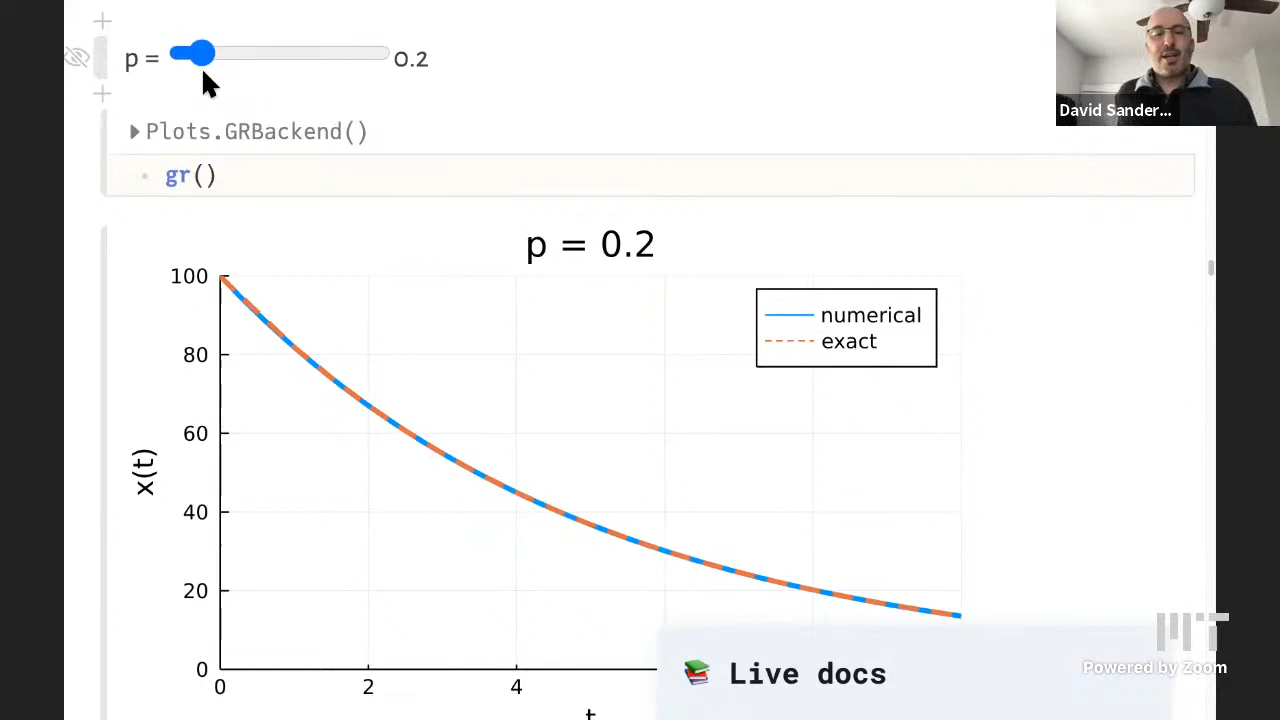 p = 0.2
David Sander...
Plots.GRBackend()
gr()
p = 0.2
100
80
60
40
20
0
x(t)
numerical
exact
0
2
4
t
Live docs
MIT
Powered by Zoom